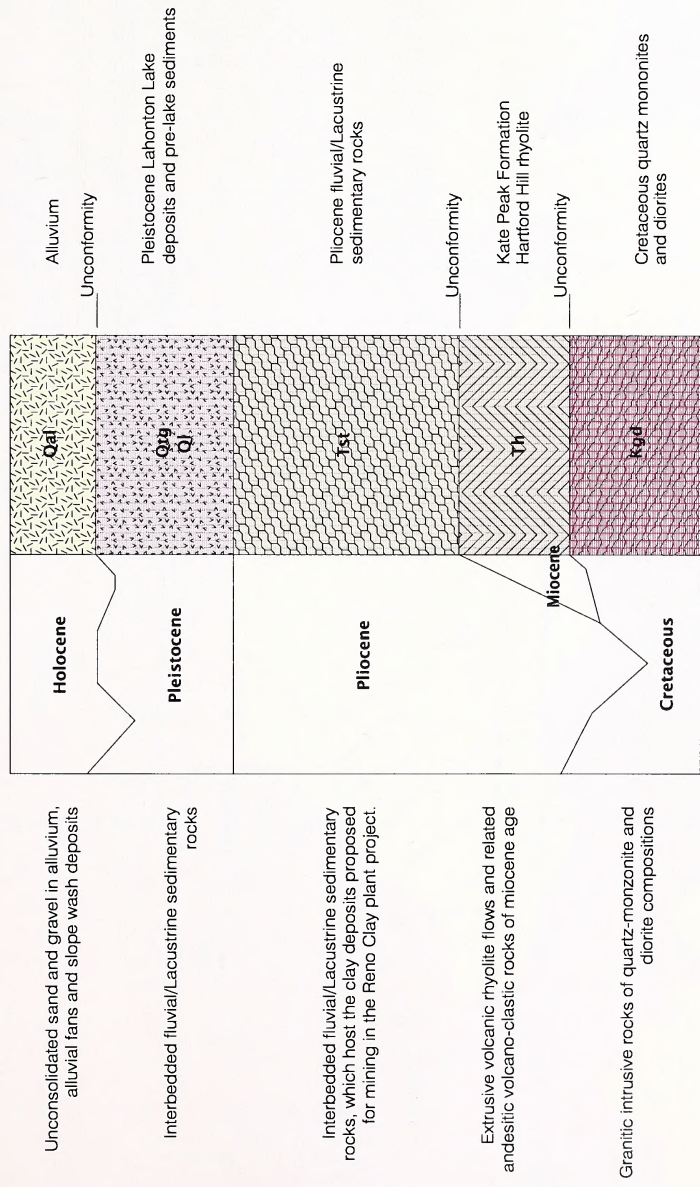 Unconsolidated sand and gravel in alluvium,
alluvial fans and slope wash deposits
Holocene
Qal
Alluvium
Unconformity
Interbedded fluvial/Lacustrine sedimentary
rocks
Pleistocene
Qtg
Ql
Pleistocene Lahonton Lake
deposits and pre-lake sediments
Interbedded fluvial/Lacustrine sedimentary
rocks, which host the clay deposits proposed
for mining in the Reno Clay plant project.
Pliocene
Tst
Pliocene fluvial/Lacustrine
sedimentary rocks
Unconformity
Extrusive volcanic rhyolite flows and related
andesitic volcano-clastic rocks of miocene age
Miocene
Th
Kate Peak Formation
Hartford Hill rhyolite
Unconformity
Granitic intrusive rocks of quartz-monzonite and
diorite compositions
Cretaceous
Kgd
Cretaceous quartz mononites
and diorites